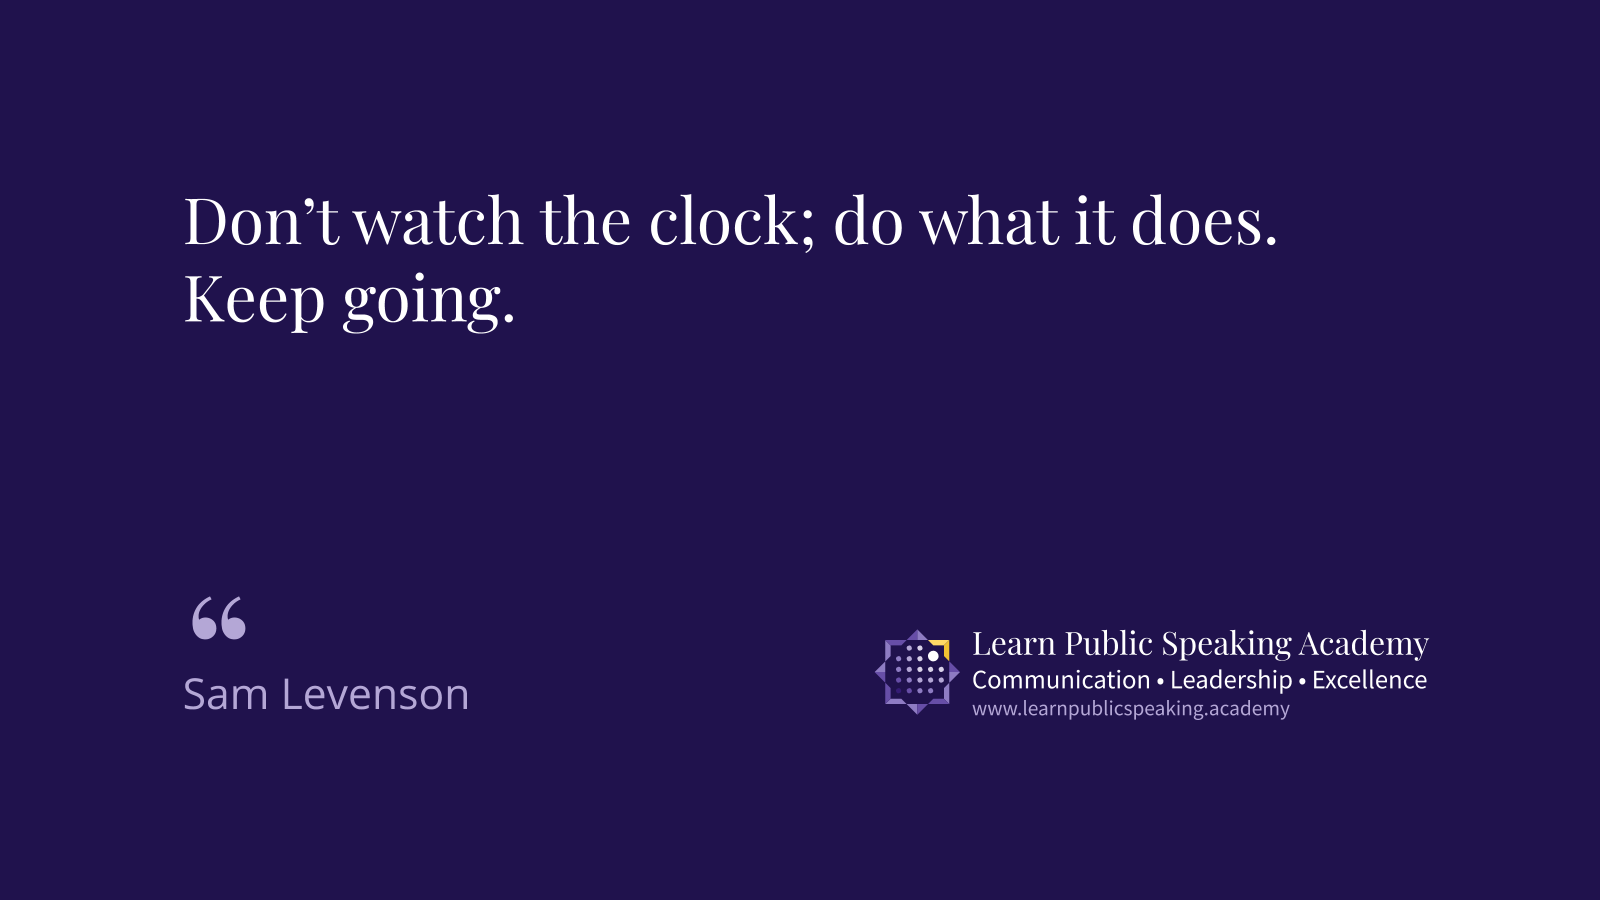 Don’t watch the clock; do what it does.
Keep going.
“
Sam Levenson
Learn Public Speaking Academy
Communication • Leadership • Excellence
www.learnpublicspeaking.academy